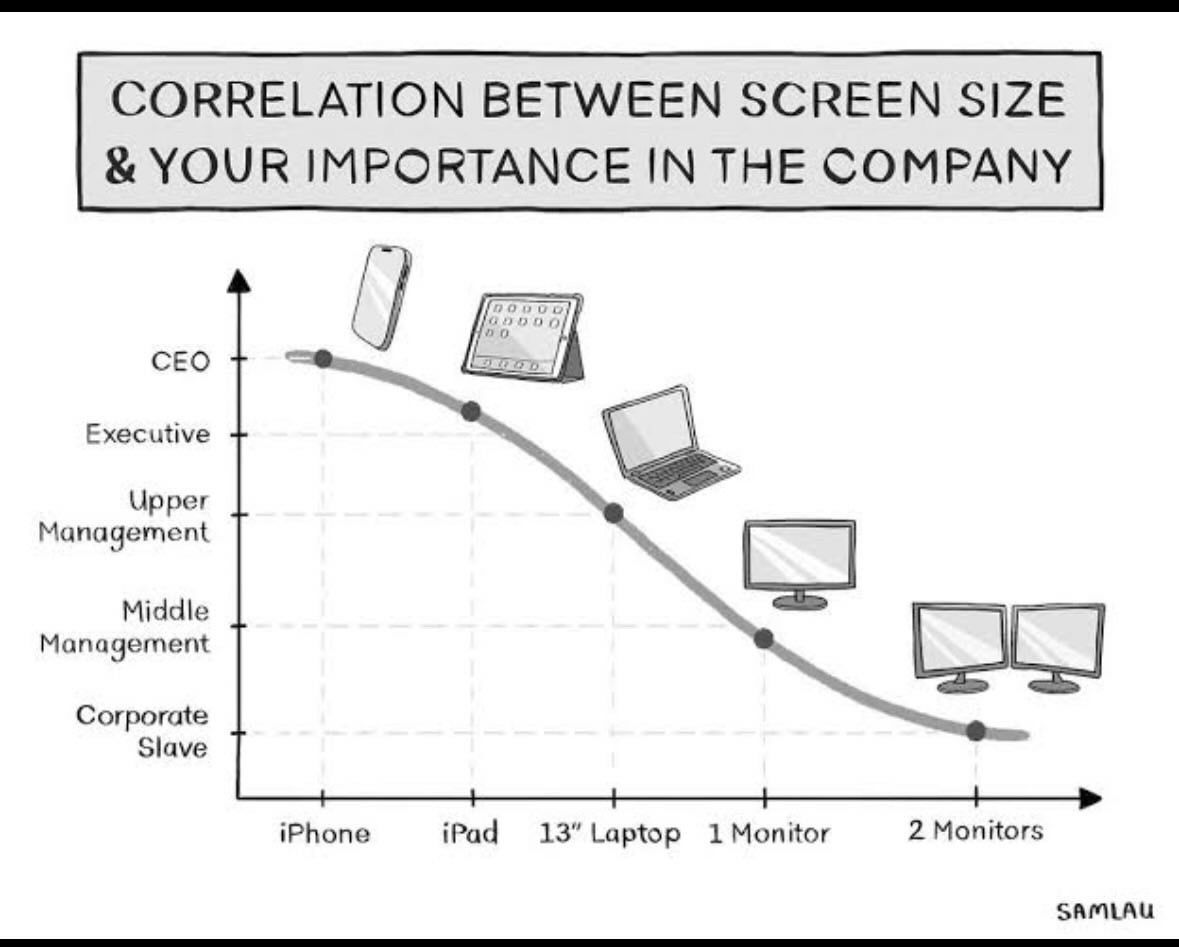 CORRELATION BETWEEN SCREEN SIZE
& YOUR IMPORTANCE IN THE COMPANY
CEO
Executive
Upper
Management
Middle
Management
Corporate
Slave
iPhone
iPad
13" Laptop
1 Monitor
2 Monitors
SAMLAU